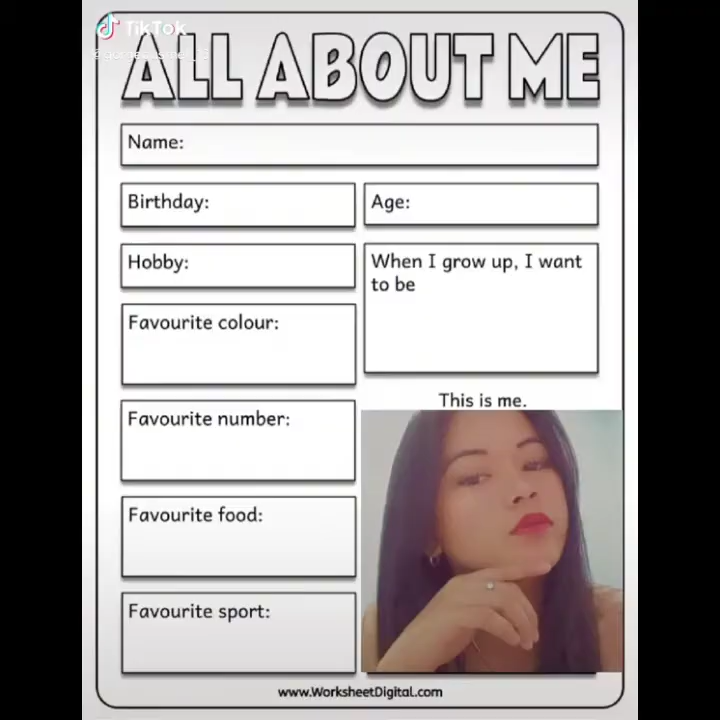 TikTok
ALL ABOUT ME
Name:
Birthday:
Age:
Hobby:
When I grow up, I want
to be
Favourite colour:
Favourite number:
This is me.
Favourite food:
Favourite sport:
www.WorksheetDigital.com